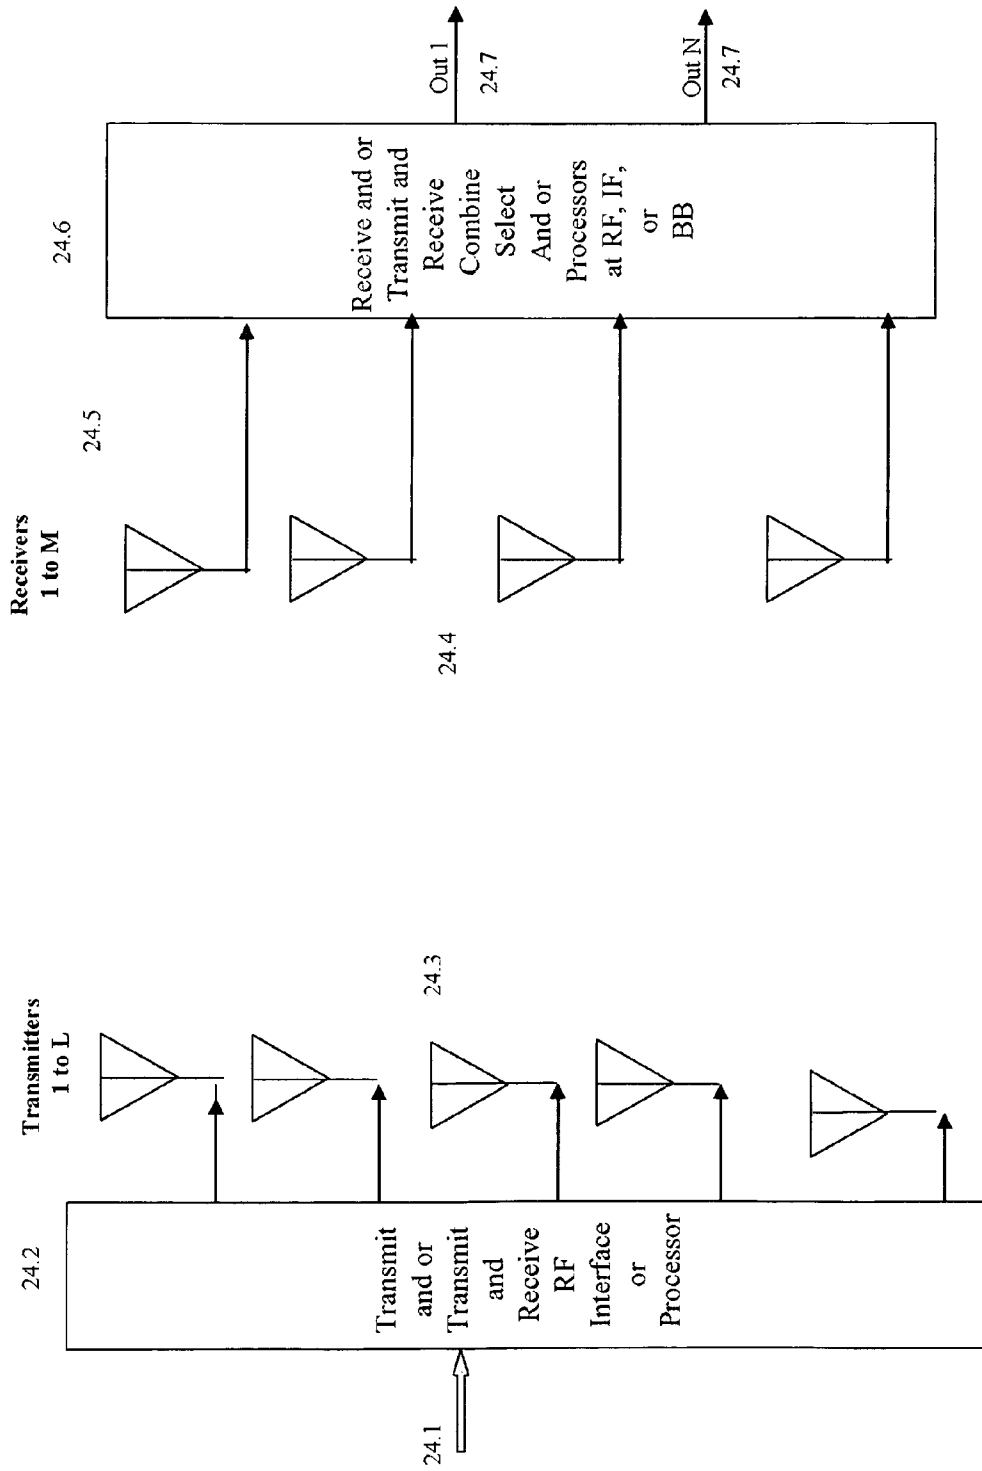 24.1
24.2
Transmit
and or
Transmit
and
Receive
RF
Interface
or
Processor
Transmitters
1 to L
24.3
24.4
Receivers
1 to M
24.5
24.6
Receive and or
Transmit and
Receive
Combine
Select
And or
Processors
at RF, IF,
or
BB
Out 1
24.7
Out N
24.7